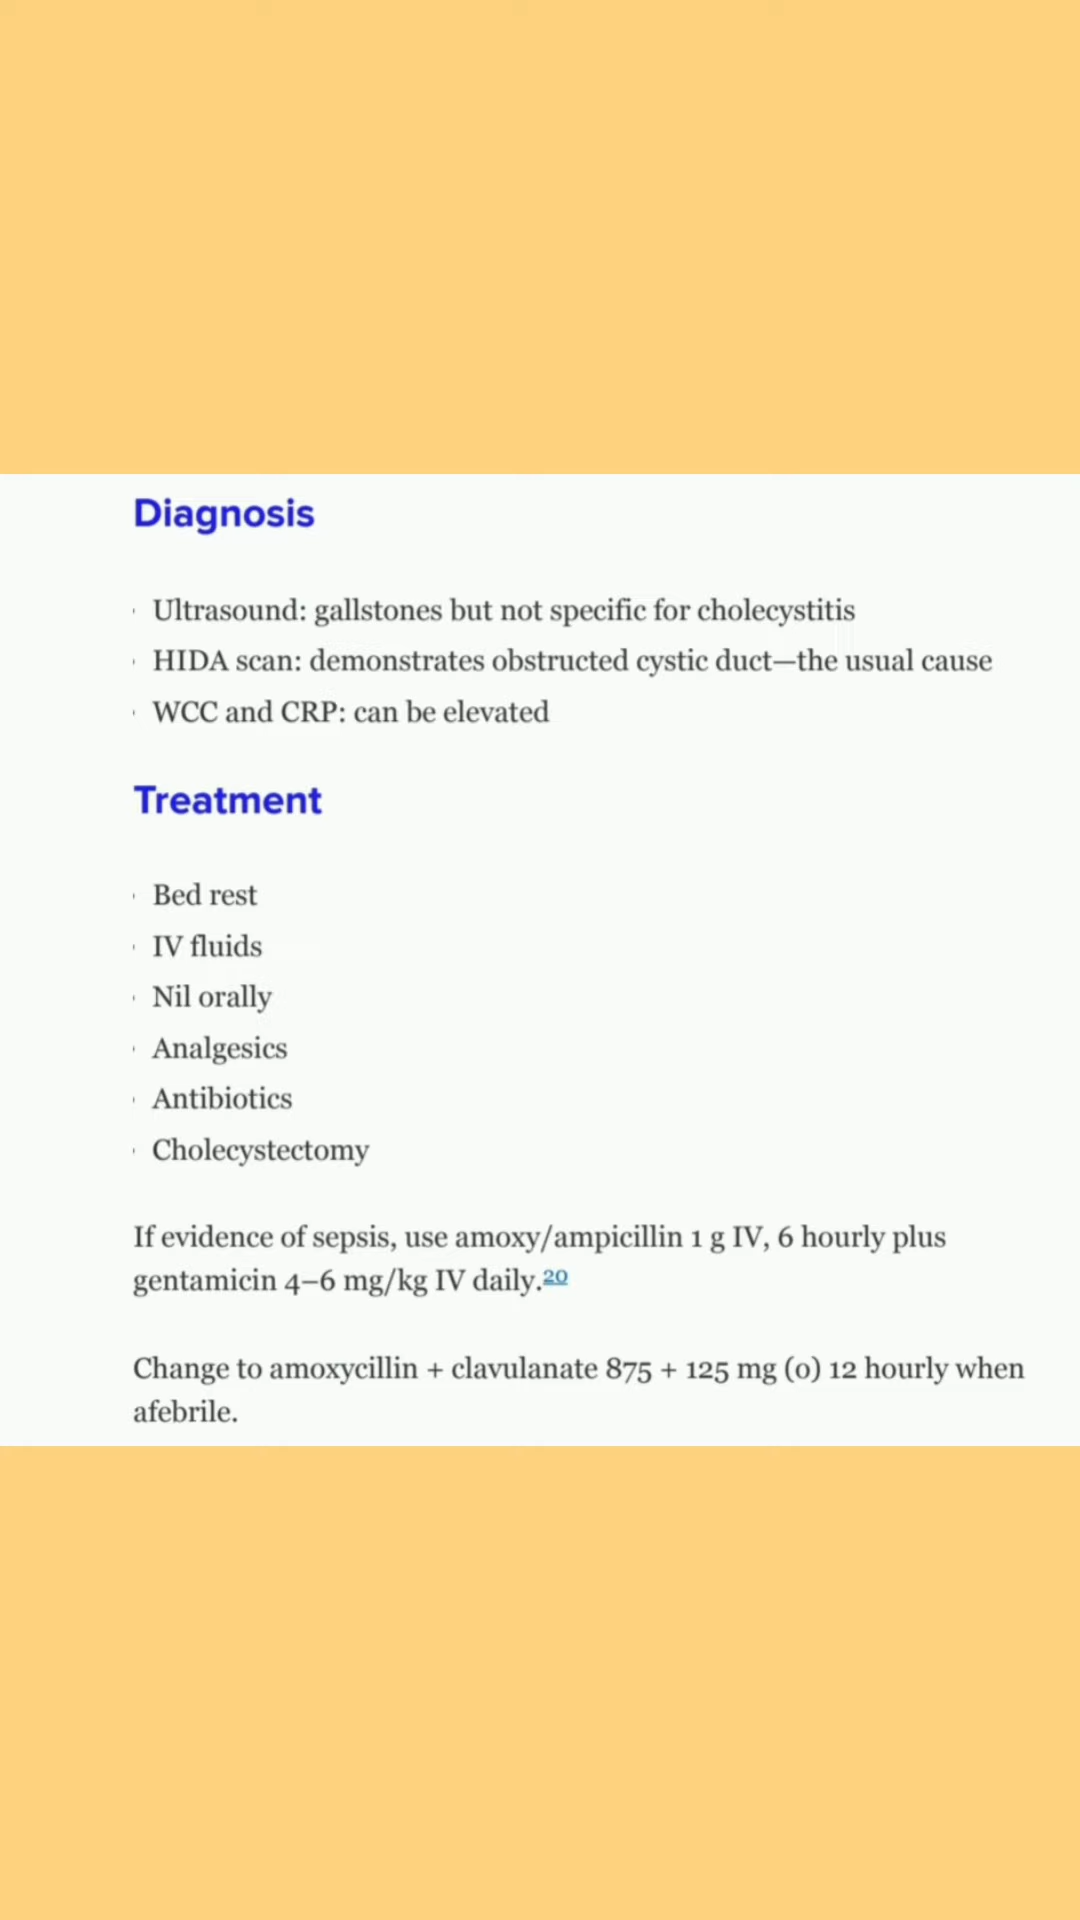 Diagnosis
· Ultrasound: gallstones but not specific for cholecystitis
· HIDA scan: demonstrates obstructed cystic duct—the usual cause
· WCC and CRP: can be elevated
Treatment
· Bed rest
· IV fluids
· Nil orally
· Analgesics
· Antibiotics
· Cholecystectomy
If evidence of sepsis, use amoxy/ampicillin 1 g IV, 6 hourly plus
gentamicin 4–6 mg/kg IV daily.20
Change to amoxycillin + clavulanate 875 + 125 mg (o) 12 hourly when
afebrile.